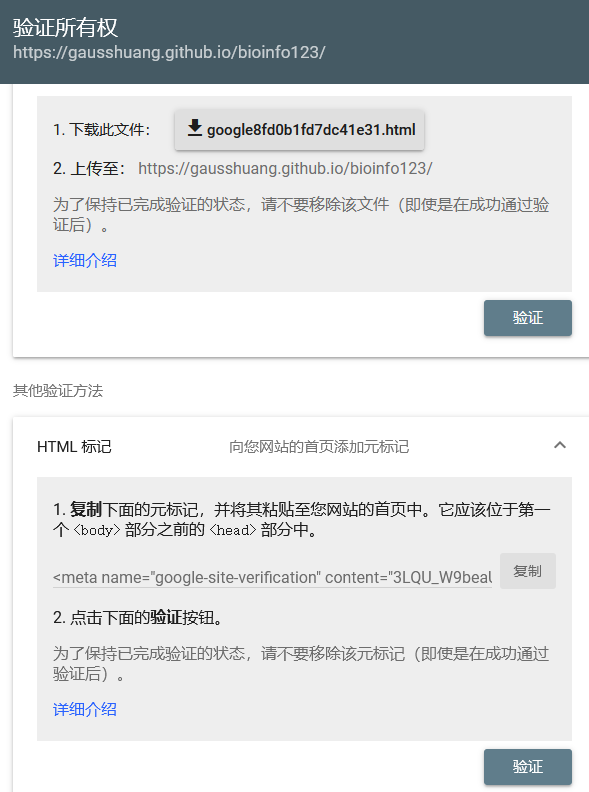 验证所有权
https://gausshuang.github.io/bioinfo123/
1. 下载此文件： google8fd0b1fd7dc41e31.html
2. 上传至： https://gausshuang.github.io/bioinfo123/
为了保持已完成验证的状态，请不要移除该文件（即使是在成功通过验
证后）。
详细介绍
验证
其他验证方法
HTML 标记 向您网站的首页添加元标记
1. 复制下面的元标记，并将其粘贴至您网站的首页中。它应该位于第一
个 <body> 部分之前的 <head> 部分中。
<meta name="google-site-verification" content="3LQU_W9beaU 复制
2. 点击下面的验证按钮。
为了保持已完成验证的状态，请不要移除该元标记（即使是在成功通过
验证后）。
详细介绍
验证